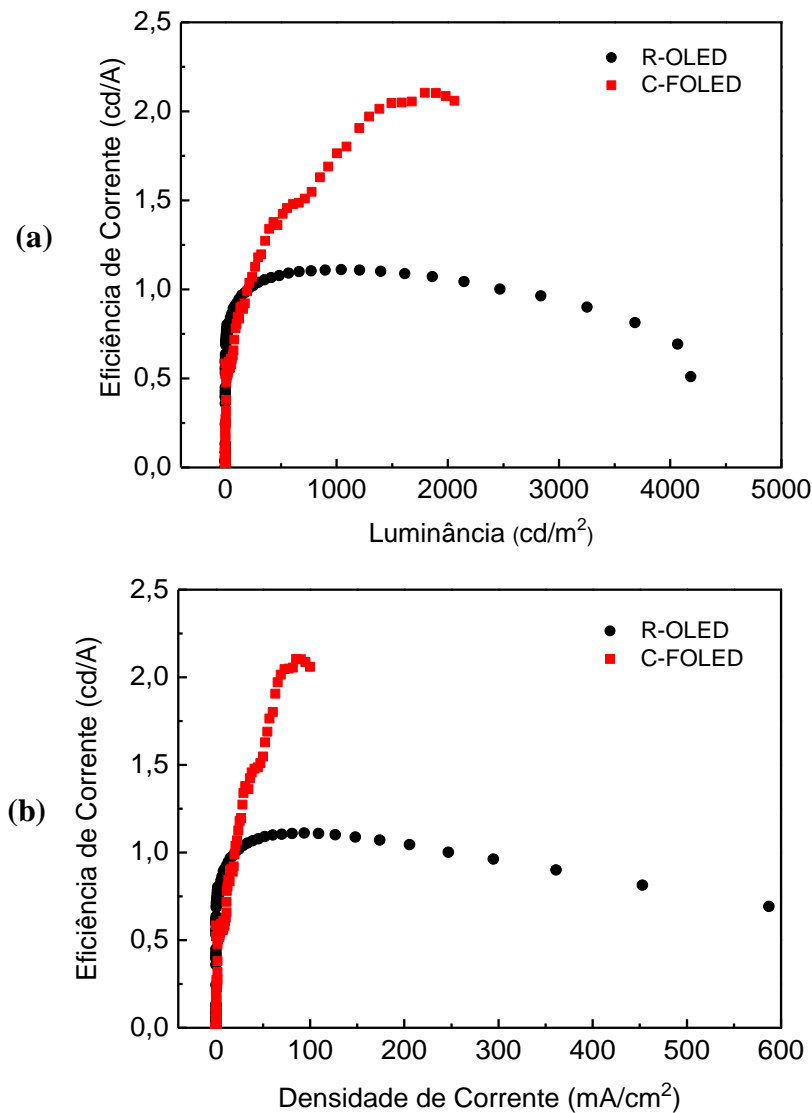 (a)
Eficiência de Corrente (cd/A)
2,5
2,0
1,5
1,0
0,5
0,0
R-OLED
C-FOLED
0 1000 2000 3000 4000 5000
Luminância (cd/m²)
(b)
Eficiência de Corrente (cd/A)
2,5
2,0
1,5
1,0
0,5
0,0
R-OLED
C-FOLED
0 100 200 300 400 500 600
Densidade de Corrente (mA/cm²)